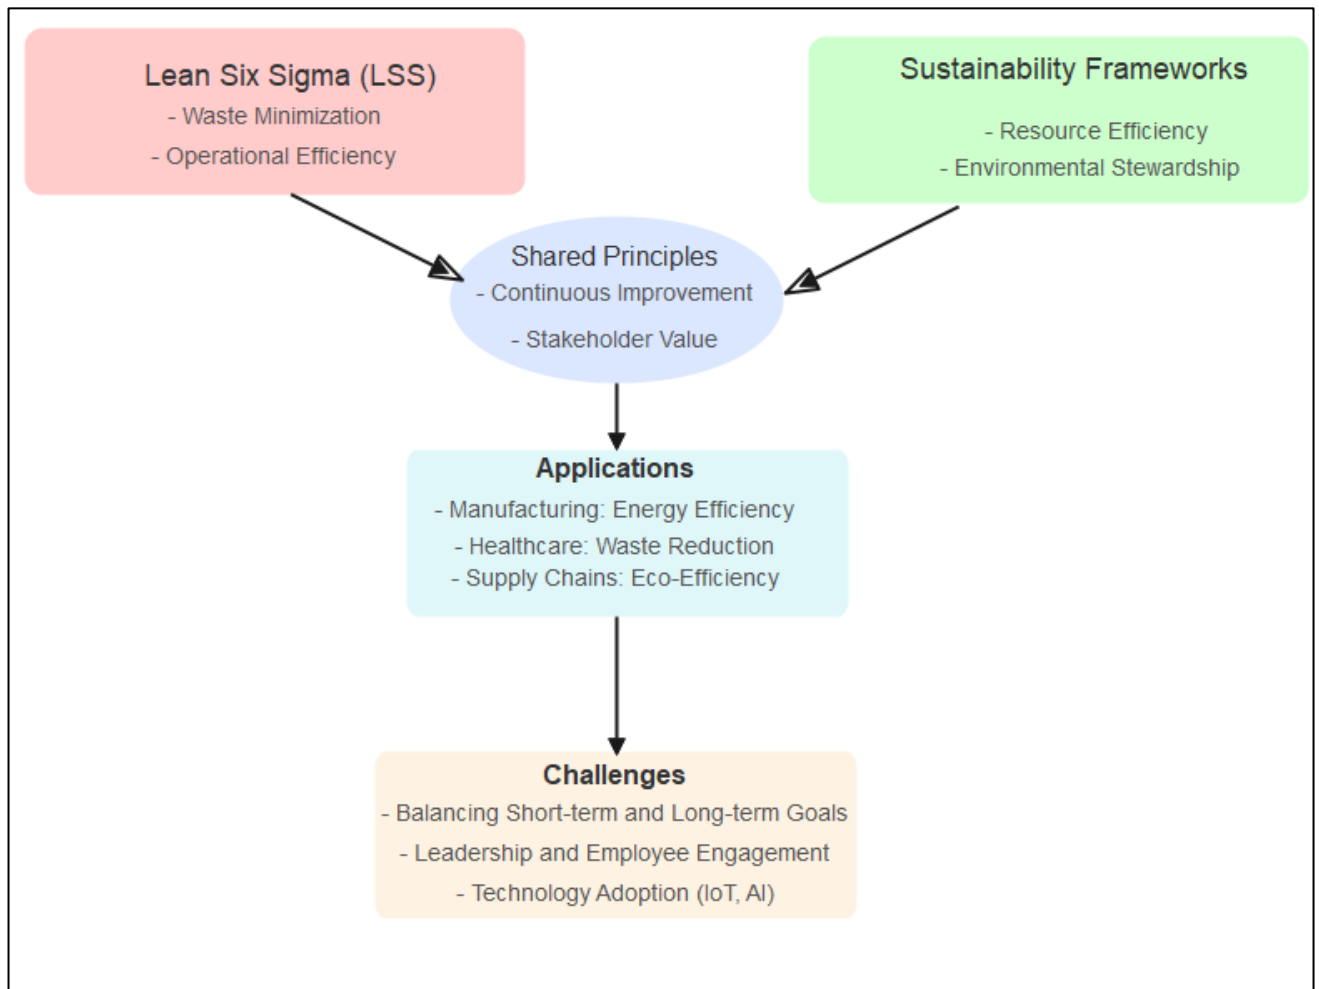 Lean Six Sigma (LSS)
- Waste Minimization
- Operational Efficiency
Sustainability Frameworks
- Resource Efficiency
- Environmental Stewardship
Shared Principles
- Continuous Improvement
- Stakeholder Value
Applications
- Manufacturing: Energy Efficiency
- Healthcare: Waste Reduction
- Supply Chains: Eco-Efficiency
Challenges
- Balancing Short-term and Long-term Goals
- Leadership and Employee Engagement
- Technology Adoption (IoT, AI)